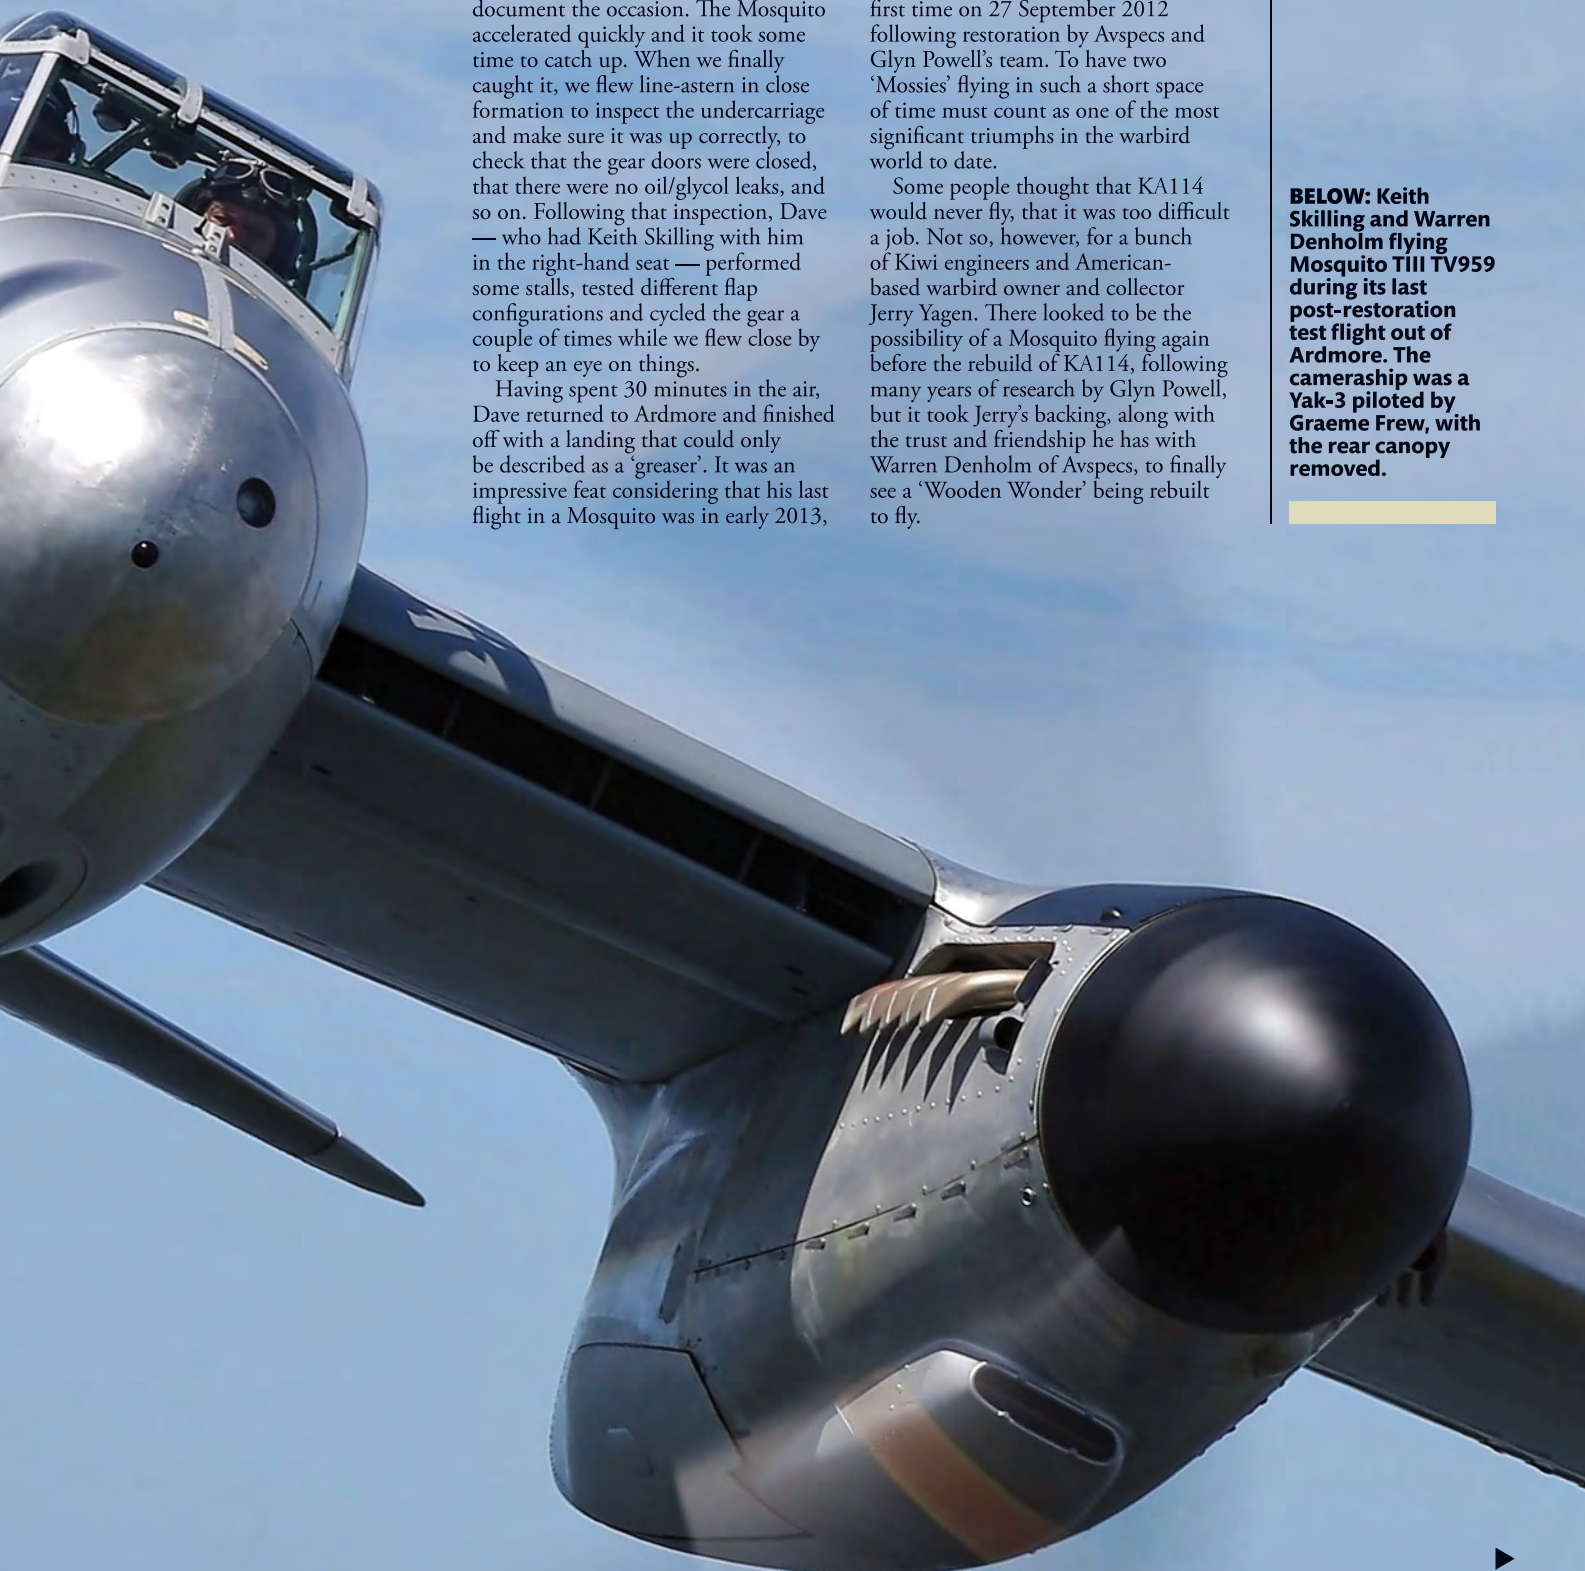 document the occasion. The Mosquito
accelerated quickly and it took some
time to catch up. When we finally
caught it, we flew line-astern in close
formation to inspect the undercarriage
and make sure it was up correctly, to
check that the gear doors were closed,
that there were no oil/glycol leaks, and
so on. Following that inspection, Dave
— who had Keith Skilling with him
in the right-hand seat — performed
some stalls, tested different flap
configurations and cycled the gear a
couple of times while we flew close by
to keep an eye on things.
Having spent 30 minutes in the air,
Dave returned to Ardmore and finished
off with a landing that could only
be described as a ‘greaser’. It was an
impressive feat considering that his last
flight in a Mosquito was in early 2013,
first time on 27 September 2012
following restoration by Avspecs and
Glyn Powell’s team. To have two
‘Mossies’ flying in such a short space
of time must count as one of the most
significant triumphs in the warbird
world to date.
Some people thought that KA114
would never fly, that it was too difficult
a job. Not so, however, for a bunch
of Kiwi engineers and American-
based warbird owner and collector
Jerry Yagen. There looked to be the
possibility of a Mosquito flying again
before the rebuild of KA114, following
many years of research by Glyn Powell,
but it took Jerry’s backing, along with
the trust and friendship he has with
Warren Denholm of Avspecs, to finally
see a ‘Wooden Wonder’ being rebuilt
to fly.
BELOW: Keith
Skilling and Warren
Denholm flying
Mosquito TIII TV959
during its last
post-restoration
test flight out of
Ardmore. The
cameraship was a
Yak-3 piloted by
Graeme Frew, with
the rear canopy
removed.